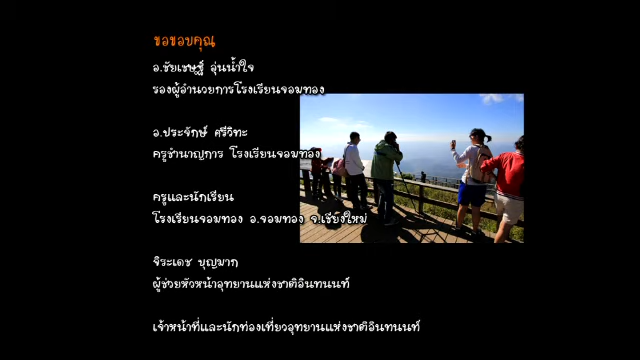 ขอขอบคุณ
อ.ชัยเชษฐ์ อุ่นน้ำใจ
รองผู้อำนวยการโรงเรียนจอมทอง
อ.ประจักษ์ ศรีวิทะ
ครูชำนาญการ โรงเรียนจอมทอง
ครูและนักเรียน
โรงเรียนจอมทอง อ.จอมทอง จ.เชียงใหม่
จิระเดช บุญมาก
ผู้ช่วยหัวหน้าอุทยานแห่งชาติอินทนนท์
เจ้าหน้าที่และนักท่องเที่ยวอุทยานแห่งชาติอินทนนท์